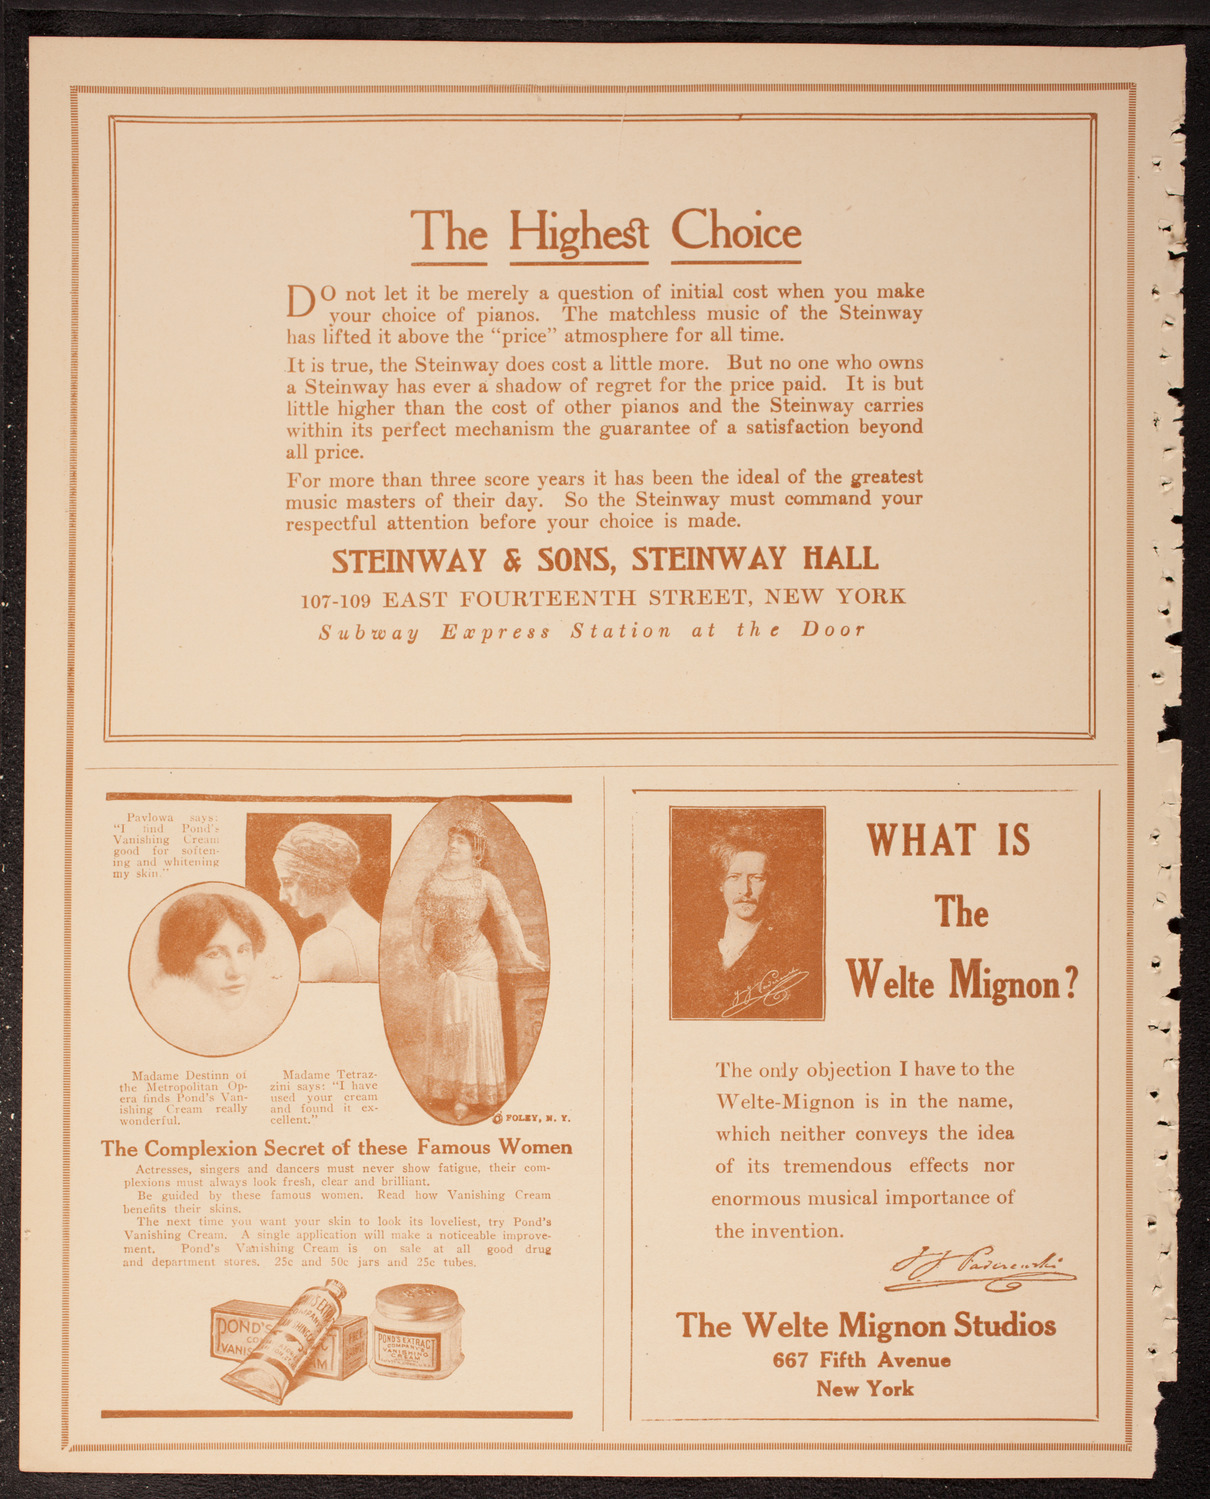 The Highest Choice
DO not let it be merely a question of initial cost when you make
your choice of pianos. The matchless music of the Steinway
has lifted it above the "price" atmosphere for all time.
It is true, the Steinway does cost a little more. But no one who owns
a Steinway has ever a shadow of regret for the price paid. It is but
little higher than the cost of other pianos and the Steinway carries
within its perfect mechanism the guarantee of a satisfaction beyond
all price.
For more than three score years it has been the ideal of the greatest
music masters of their day. So the Steinway must command your
respectful attention before your choice is made.
STEINWAY & SONS, STEINWAY HALL
107-109 EAST FOURTEENTH STREET, NEW YORK
Subway Express Station at the Door
Pavlowa says:
"I find Pond's
Vanishing Cream
good for soften-
ing and whitening
my skin."
Madame Destinn of
the Metropolitan Op-
era finds Pond's Van-
ishing Cream really
wonderful.
Madame Tetraz-
zini says: "I have
used your cream
and found it ex-
cellent."
© FOLEY, N. Y.
The Complexion Secret of these Famous Women
Actresses, singers and dancers must never show fatigue, their com-
plexions must always look fresh, clear and brilliant.
Be guided by these famous women. Read how Vanishing Cream
benefits their skins.
The next time you want your skin to look its loveliest, try Pond's
Vanishing Cream. A single application will make a noticeable improve-
ment. Pond's Vanishing Cream is on sale at all good drug
and department stores. 25c and 50c jars and 25c tubes.
POND'S
POND'S EXTRACT
COMPANY'S
VANISHING
CREAM
WHAT IS
The
Welte Mignon?
J J Paderewski
The only objection I have to the
Welte-Mignon is in the name,
which neither conveys the idea
of its tremendous effects nor
enormous musical importance of
the invention.
J J Paderewski
The Welte Mignon Studios
667 Fifth Avenue
New York